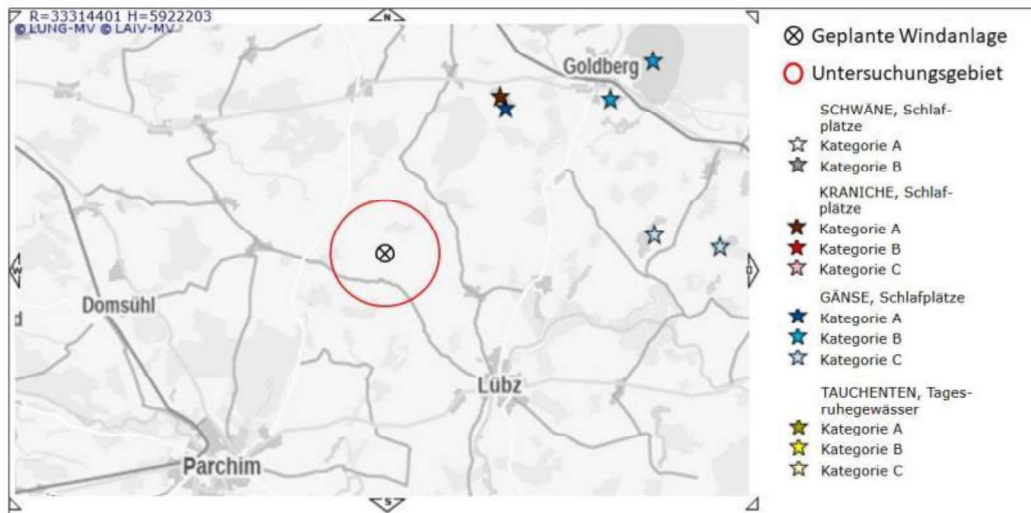 R=33314401 H=5922203
© LUNG-MV © LAiV-MV
N
Goldberg
W
O
Domsühl
d
Lübz
Parchim
S
Geplante Windanlage
Untersuchungsgebiet
SCHWÄNE, Schlaf-
plätze
Kategorie A
Kategorie B
KRANICHE, Schlaf-
plätze
Kategorie A
Kategorie B
Kategorie C
GÄNSE, Schlafplätze
Kategorie A
Kategorie B
Kategorie C
TAUCHENTEN, Tages-
ruhegewässer
Kategorie A
Kategorie B
Kategorie C